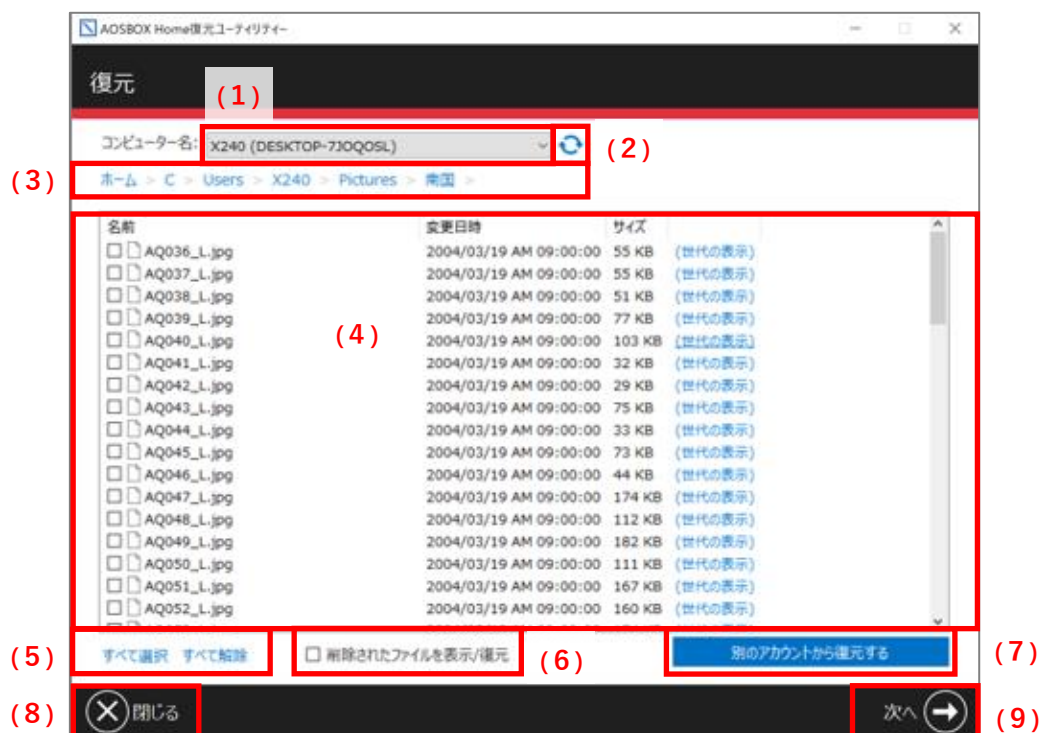 AOSBOX Home復元ユーティリティー
復元
(1)
コンピューター名: X240 (DESKTOP-7J0QOSL)
(2)
(3)
ホーム > C > Users > X240 > Pictures > 南国 >
名前 変更日時 サイズ
AQ036_L.jpg 2004/03/19 AM 09:00:00 55 KB (世代の表示)
AQ037_L.jpg 2004/03/19 AM 09:00:00 55 KB (世代の表示)
AQ038_L.jpg 2004/03/19 AM 09:00:00 51 KB (世代の表示)
AQ039_L.jpg 2004/03/19 AM 09:00:00 77 KB (世代の表示)
(4)
AQ040_L.jpg 2004/03/19 AM 09:00:00 103 KB (世代の表示)
AQ041_L.jpg 2004/03/19 AM 09:00:00 32 KB (世代の表示)
AQ042_L.jpg 2004/03/19 AM 09:00:00 29 KB (世代の表示)
AQ043_L.jpg 2004/03/19 AM 09:00:00 75 KB (世代の表示)
AQ044_L.jpg 2004/03/19 AM 09:00:00 33 KB (世代の表示)
AQ045_L.jpg 2004/03/19 AM 09:00:00 73 KB (世代の表示)
AQ046_L.jpg 2004/03/19 AM 09:00:00 44 KB (世代の表示)
AQ047_L.jpg 2004/03/19 AM 09:00:00 174 KB (世代の表示)
AQ048_L.jpg 2004/03/19 AM 09:00:00 112 KB (世代の表示)
AQ049_L.jpg 2004/03/19 AM 09:00:00 182 KB (世代の表示)
AQ050_L.jpg 2004/03/19 AM 09:00:00 111 KB (世代の表示)
AQ051_L.jpg 2004/03/19 AM 09:00:00 167 KB (世代の表示)
AQ052_L.jpg 2004/03/19 AM 09:00:00 160 KB (世代の表示)
(5)
すべて選択 すべて解除
削除されたファイルを表示/復元
(6)
別のアカウントから復元する
(7)
(8)
閉じる
次へ
(9)